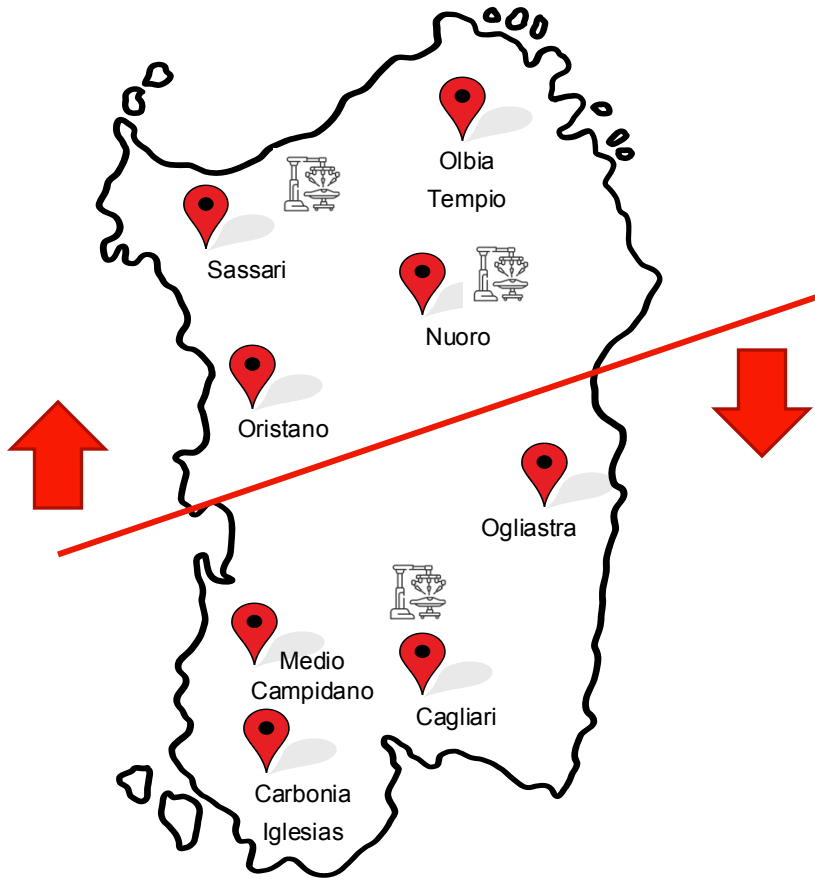 Olbia
Tempio
Sassari
Nuoro
Oristano
Ogliastra
Medio
Campidano
Cagliari
Carbonia
Iglesias